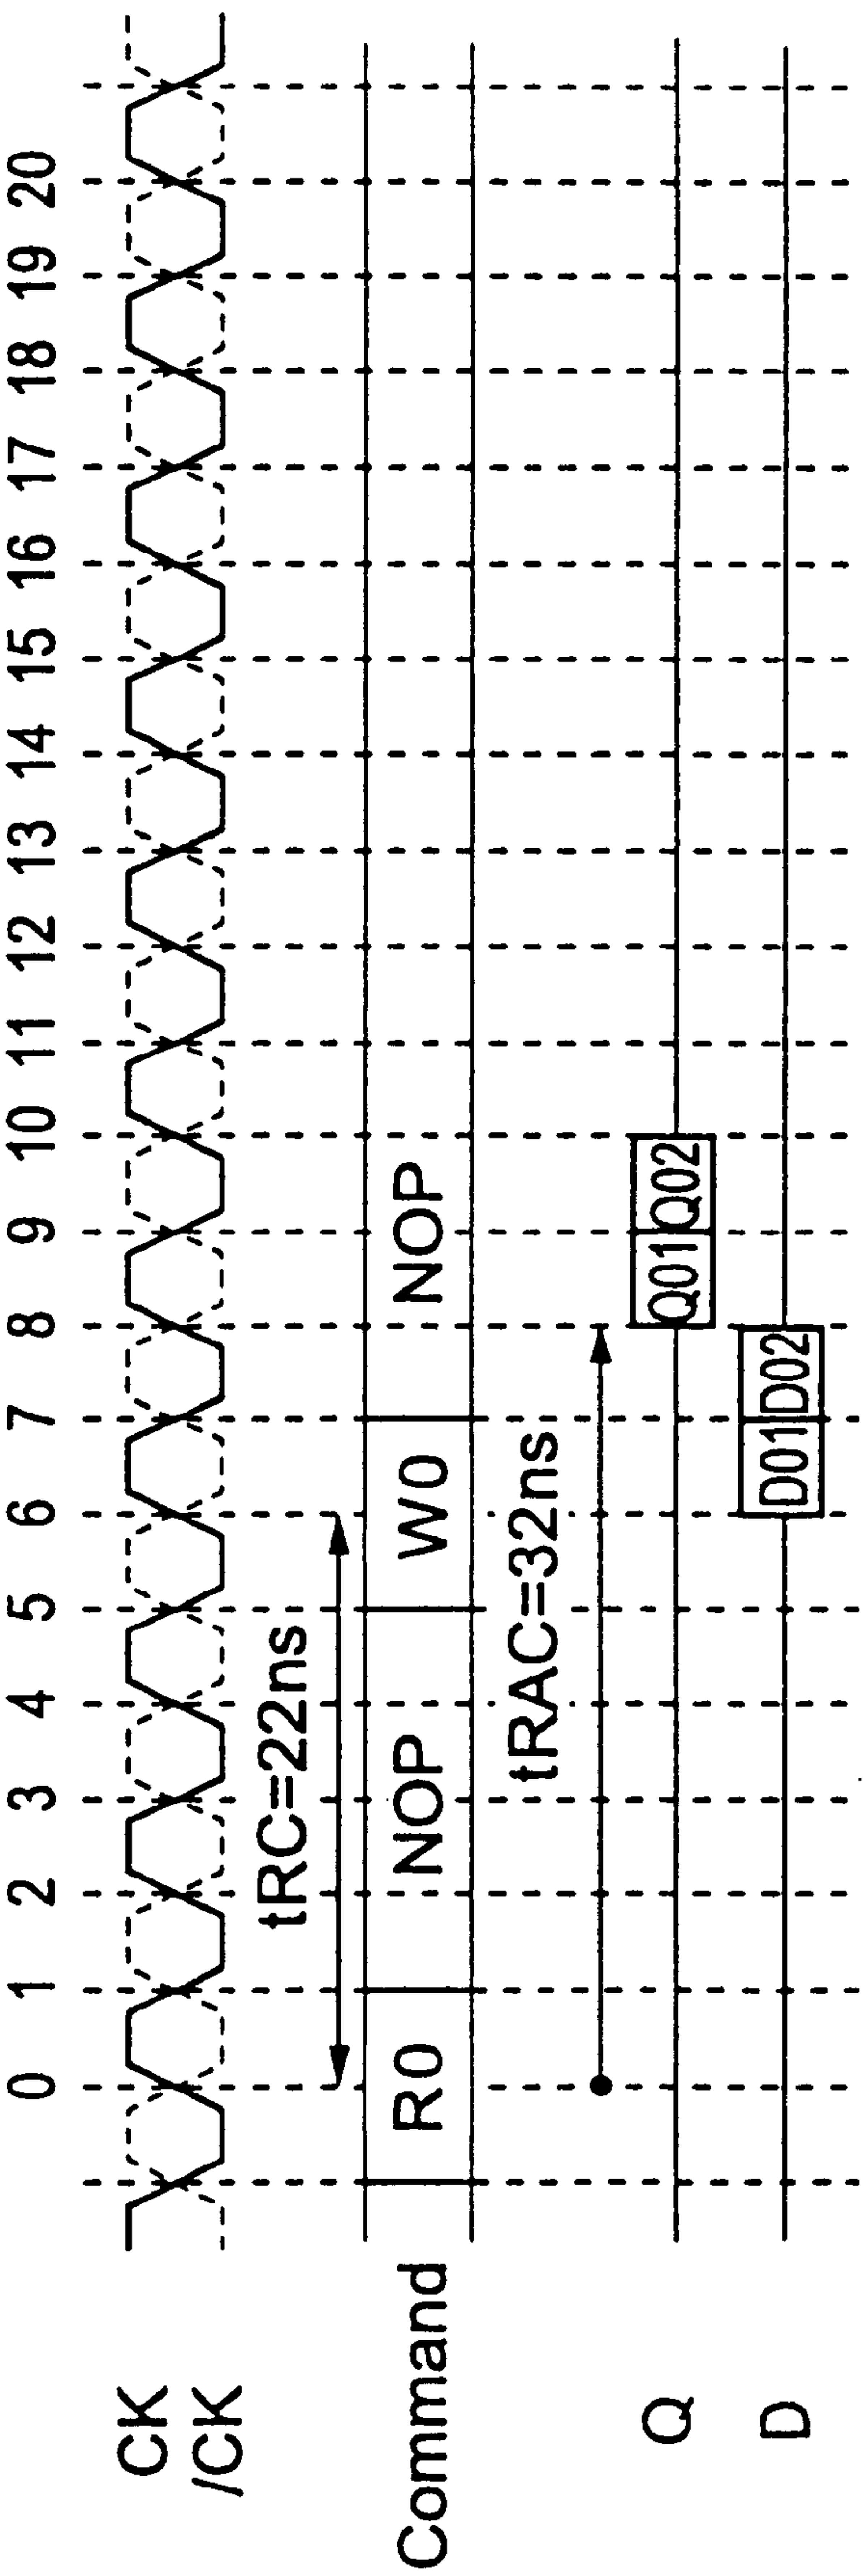 0 1 2 3 4 5 6 7 8 9 10 11 12 13 14 15 16 17 18 19 20
CK
/CK
tRC=22ns
Command R0 NOP W0 NOP
tRAC=32ns
Q Q01 Q02
D D01 D02